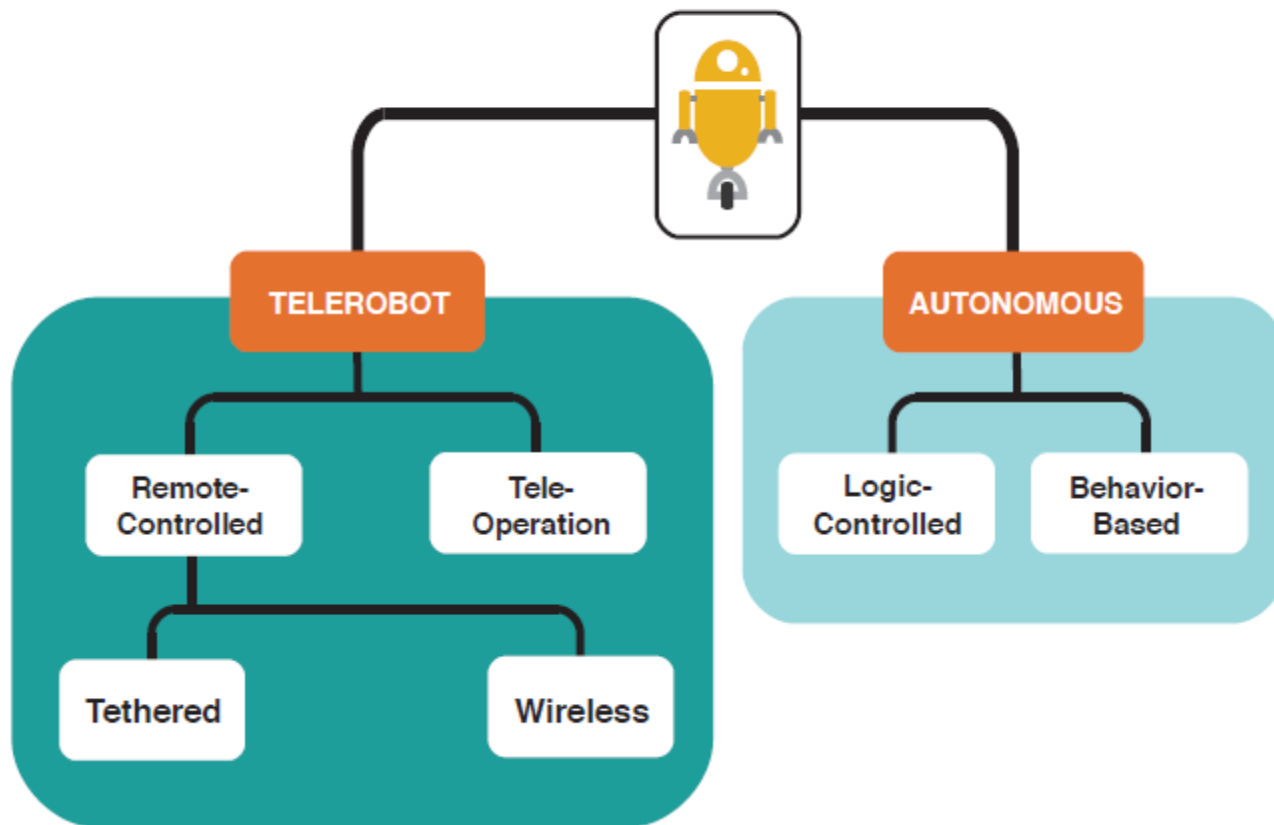 TELEROBOT
AUTONOMOUS
Remote-
Controlled
Tele-
Operation
Logic-
Controlled
Behavior-
Based
Tethered
Wireless